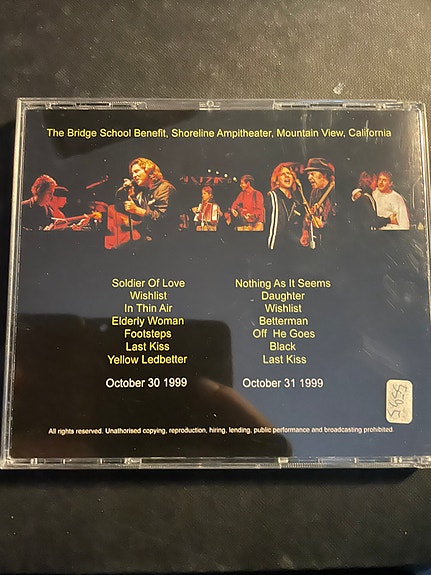 The Bridge School Benefit, Shoreline Ampitheater, Mountain View, California
Soldier Of Love
Wishlist
In Thin Air
Elderly Woman
Footsteps
Last Kiss
Yellow Ledbetter
October 30 1999
Nothing As It Seems
Daughter
Wishlist
Betterman
Off He Goes
Black
Last Kiss
October 31 1999
All rights reserved. Unathorised copying, reproduction, hiring, lending, public performance and broadcasting prohibited.